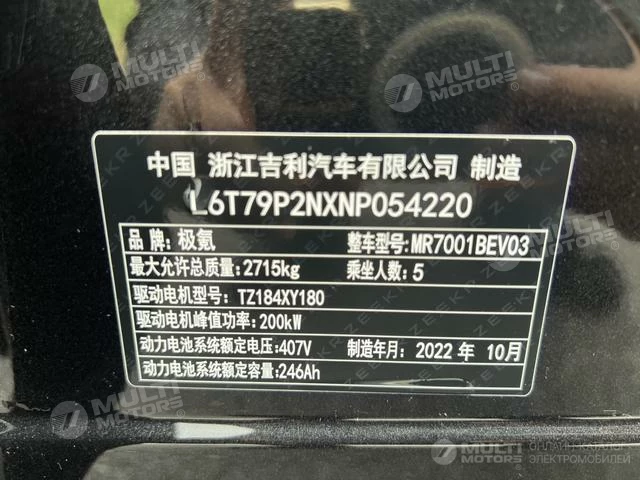 MULTI MOTORS®
MULTI MOTORS®
中国 浙江吉利汽车有限公司 制造
L6T79P2NXNP054220
品 牌:极氪 整车型号:MR7001BEV03
最大允许总质量:2715kg 乘坐人数:5
驱动电机型号: TZ184XY180
驱动电机峰值功率:200kW
动力电池系统额定电压:407V 制造年月:2022 年 10月
动力电池系统额定容量:246Ah
ZEEKR
MULTI MOTORS
MULTI MOTORS
ЭЛЕКТРОМОБИЛЕЙ